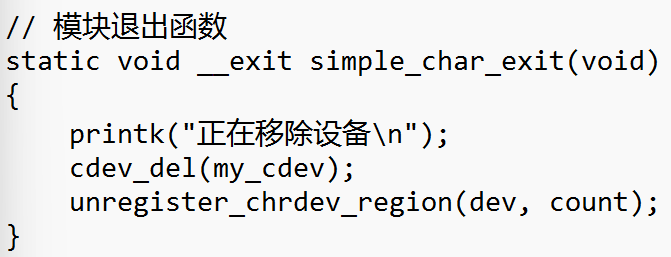 // 模块退出函数
static void __exit simple_char_exit(void)
{
    printk("正在移除设备\n");
    cdev_del(my_cdev);
    unregister_chrdev_region(dev, count);
}